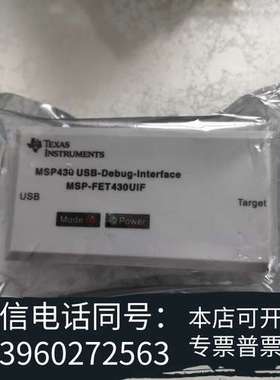 TEXAS
INSTRUMENTS
MSP430 USB-Debug-Interface
MSP-FET430UIF
USB
Target
Mode
Power
信电话同号：
3960272563
本店可开
专票普票